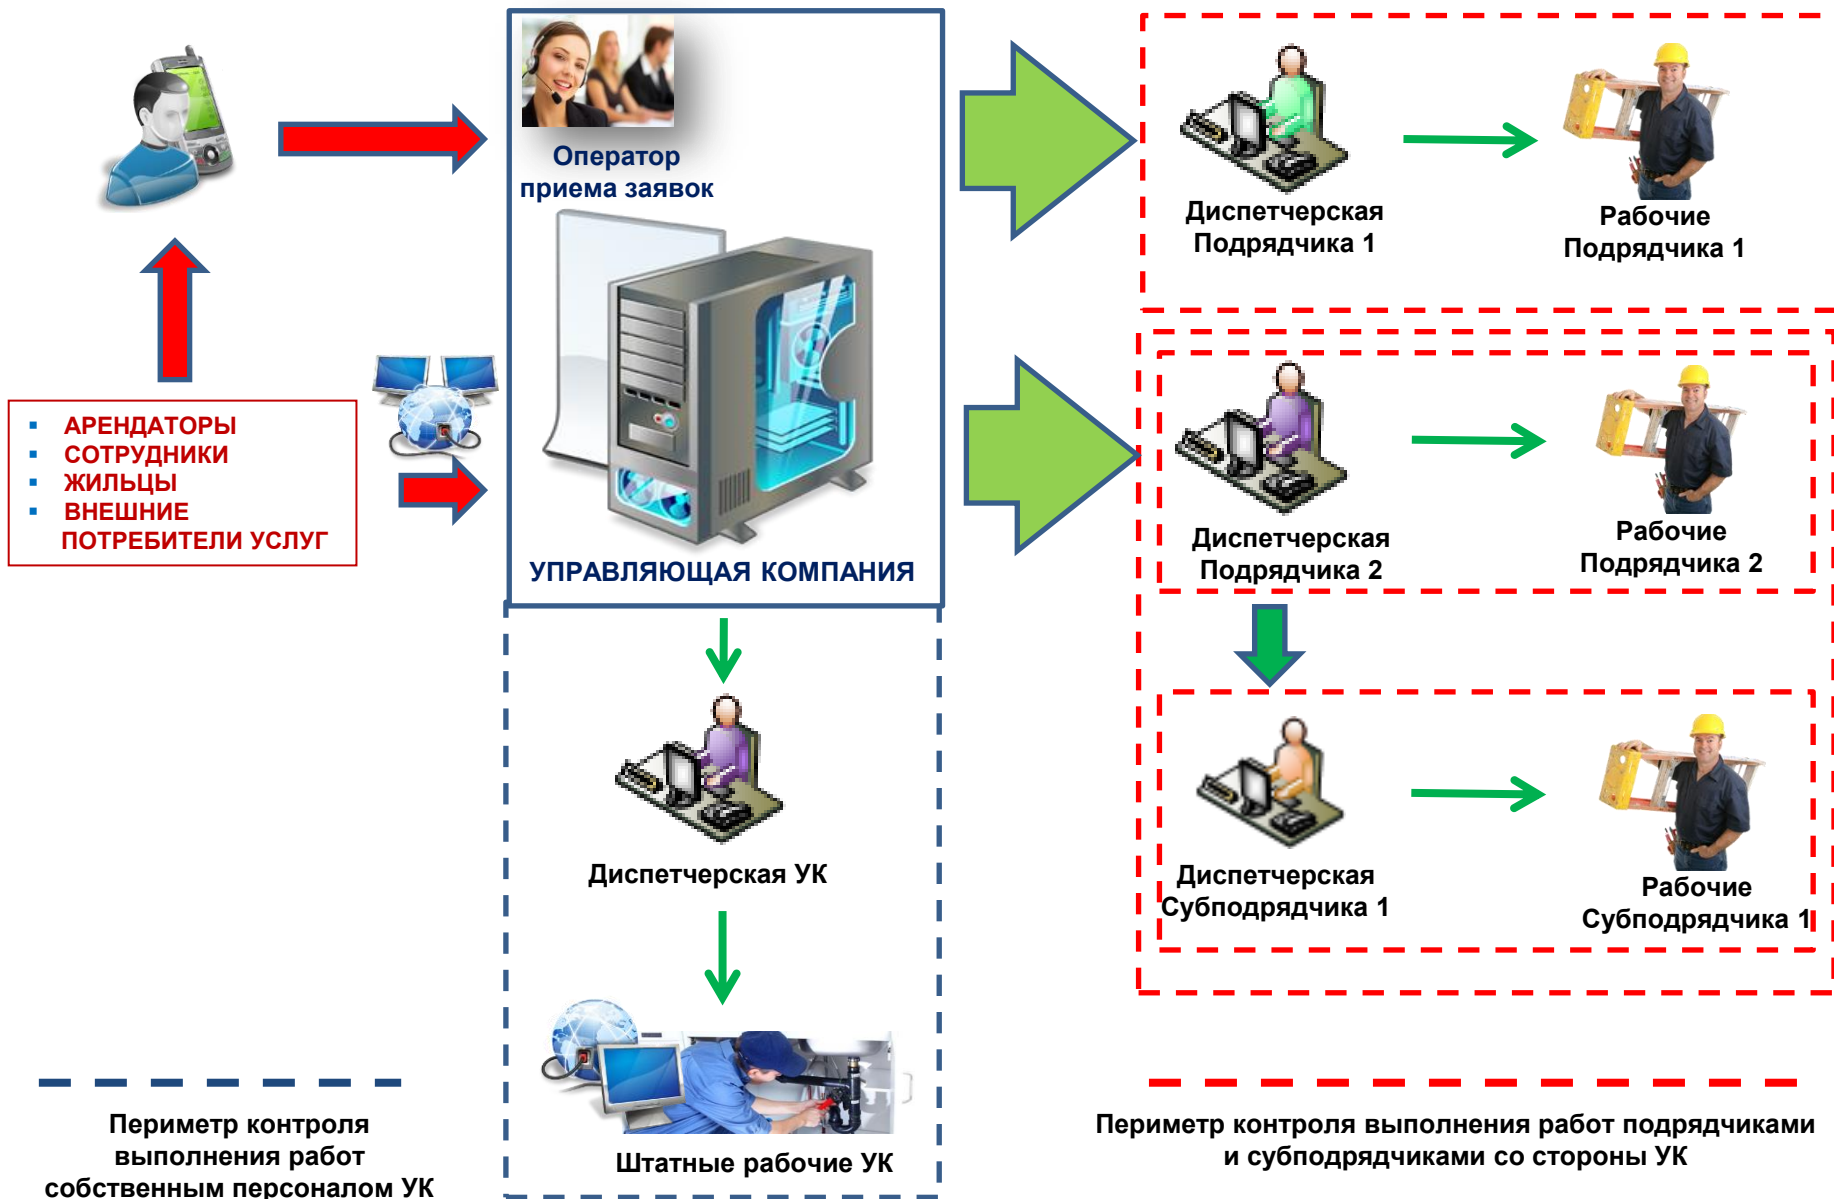 Оператор
приема заявок
УПРАВЛЯЮЩАЯ КОМПАНИЯ
АРЕНДАТОРЫ
СОТРУДНИКИ
ЖИЛЬЦЫ
ВНЕШНИЕ
ПОТРЕБИТЕЛИ УСЛУГ
Диспетчерская
Подрядчика 1
Рабочие
Подрядчика 1
Диспетчерская
Подрядчика 2
Рабочие
Подрядчика 2
Диспетчерская УК
Диспетчерская
Субподрядчика 1
Рабочие
Субподрядчика 1
Штатные рабочие УК
Периметр контроля
выполнения работ
собственным персоналом УК
Периметр контроля выполнения работ подрядчиками
и субподрядчиками со стороны УК